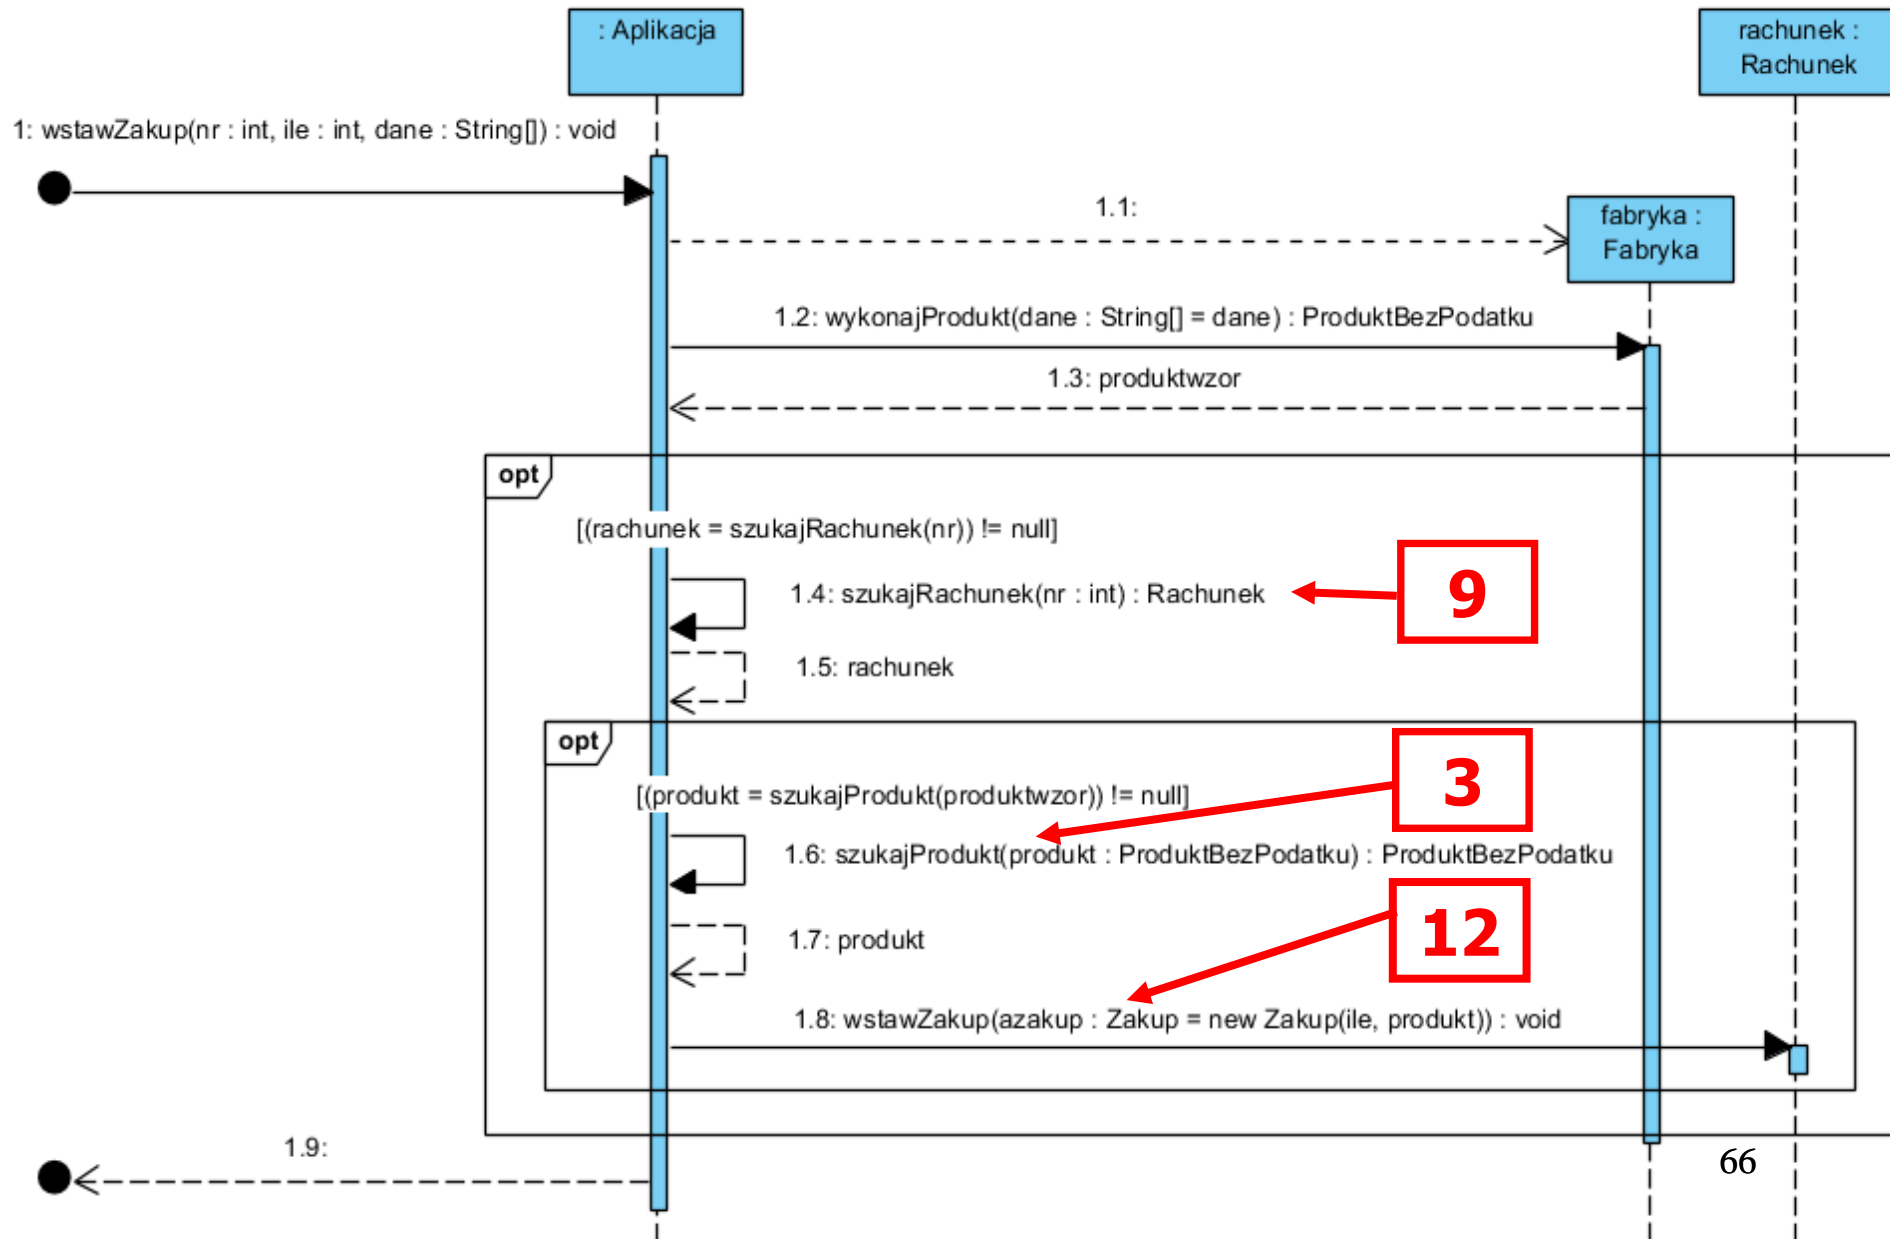 : Aplikacja
rachunek :
Rachunek
1: wstawZakup(nr : int, ile : int, dane : String[]) : void
1.1:
fabryka :
Fabryka
1.2: wykonajProdukt(dane : String[] = dane) : ProduktBezPodatku
1.3: produktwzor
opt
[(rachunek = szukajRachunek(nr)) != null]
1.4: szukajRachunek(nr : int) : Rachunek
9
1.5: rachunek
opt
[(produkt = szukajProdukt(produktwzor)) != null]
3
1.6: szukajProdukt(produkt : ProduktBezPodatku) : ProduktBezPodatku
12
1.7: produkt
1.8: wstawZakup(azakup : Zakup = new Zakup(ile, produkt)) : void
1.9:
66